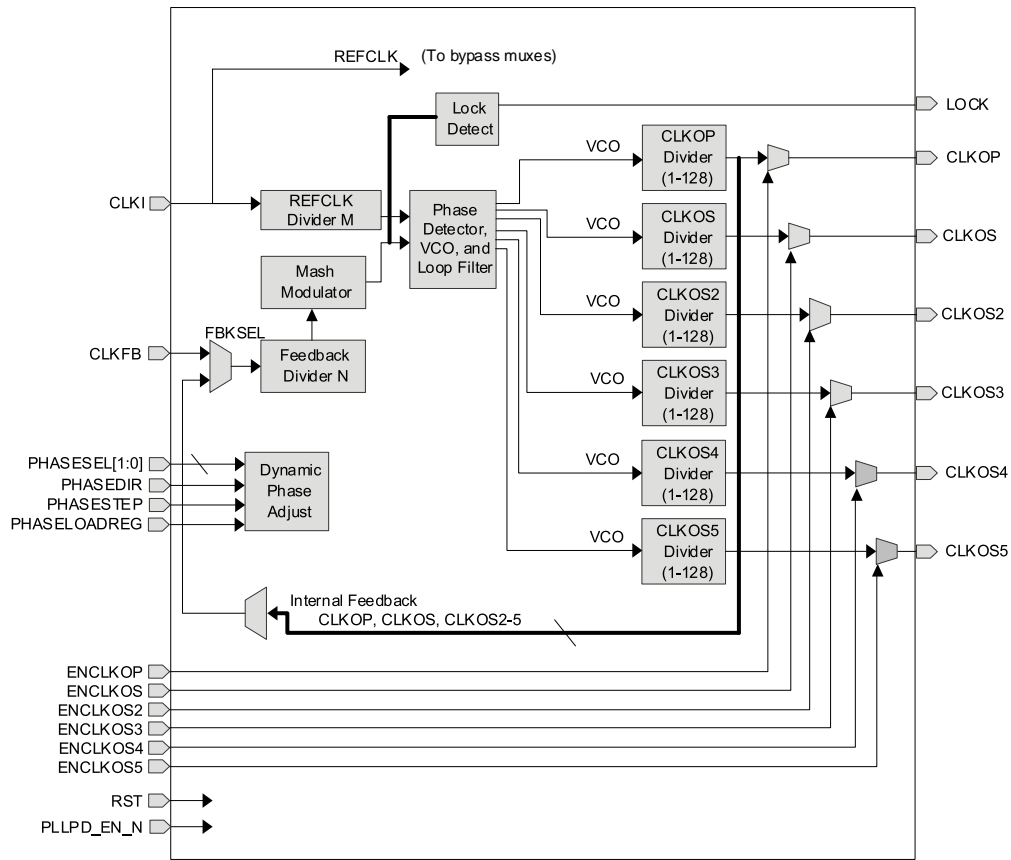 REFCLK (To bypass muxes)
Lock
Detect
LOCK
VCO
CLKOP
Divider
(1-128)
CLKOP
CLKI
REFCLK
Divider M
Phase
Detector,
VCO, and
Loop Filter
VCO
CLKOS
Divider
(1-128)
CLKOS
Mash
Modulator
VCO
CLKOS2
Divider
(1-128)
CLKOS2
FBKSEL
CLKFB
Feedback
Divider N
VCO
CLKOS3
Divider
(1-128)
CLKOS3
PHASESEL[1:0]
PHASEDIR
PHASESTEP
PHASELOADREG
Dynamic
Phase
Adjust
VCO
CLKOS4
Divider
(1-128)
CLKOS4
VCO
CLKOS5
Divider
(1-128)
CLKOS5
Internal Feedback
CLKOP, CLKOS, CLKOS2-5
ENCLKOP
ENCLKOS
ENCLKOS2
ENCLKOS3
ENCLKOS4
ENCLKOS5
RST
PLLPD_EN_N